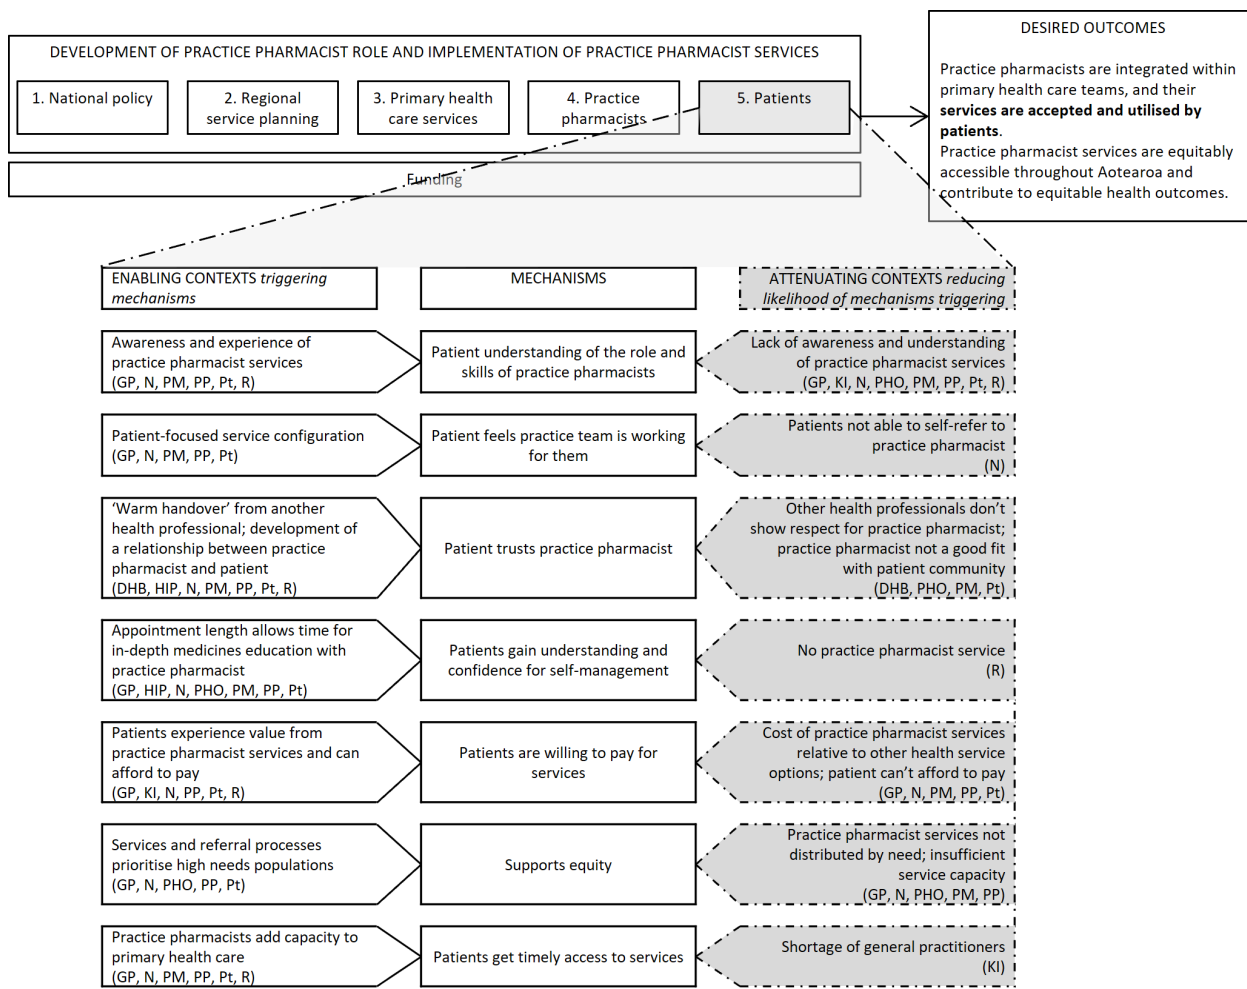 DEVELOPMENT OF PRACTICE PHARMACIST ROLE AND IMPLEMENTATION OF PRACTICE PHARMACIST SERVICES
1. National policy
2. Regional
service planning
3. Primary health
care services
4. Practice
pharmacists
5. Patients
Funding
DESIRED OUTCOMES
Practice pharmacists are integrated within
primary health care teams, and their
services are accepted and utilised by
patients.
Practice pharmacist services are equitably
accessible throughout Aotearoa and
contribute to equitable health outcomes.
ENABLING CONTEXTS triggering
mechanisms
MECHANISMS
ATTENUATING CONTEXTS reducing
likelihood of mechanisms triggering
Awareness and experience of
practice pharmacist services
(GP, N, PM, PP, Pt, R)
Patient understanding of the role and
skills of practice pharmacists
Lack of awareness and understanding
of practice pharmacist services
(GP, KI, N, PHO, PM, PP, Pt, R)
Patient-focused service configuration
(GP, N, PM, PP, Pt)
Patient feels practice team is working
for them
Patients not able to self-refer to
practice pharmacist
(N)
‘Warm handover’ from another
health professional; development of
a relationship between practice
pharmacist and patient
(DHB, HIP, N, PM, PP, Pt, R)
Patient trusts practice pharmacist
Other health professionals don’t
show respect for practice pharmacist;
practice pharmacist not a good fit
with patient community
(DHB, PHO, PM, Pt)
Appointment length allows time for
in-depth medicines education with
practice pharmacist
(GP, HIP, N, PHO, PM, PP, Pt)
Patients gain understanding and
confidence for self-management
No practice pharmacist service
(R)
Patients experience value from
practice pharmacist services and can
afford to pay
(GP, KI, N, PP, Pt, R)
Patients are willing to pay for
services
Cost of practice pharmacist services
relative to other health service
options; patient can’t afford to pay
(GP, N, PM, PP, Pt)
Services and referral processes
prioritise high needs populations
(GP, N, PHO, PP, Pt)
Supports equity
Practice pharmacist services not
distributed by need; insufficient
service capacity
(GP, N, PHO, PM, PP)
Practice pharmacists add capacity to
primary health care
(GP, N, PM, PP, Pt, R)
Patients get timely access to services
Shortage of general practitioners
(KI)